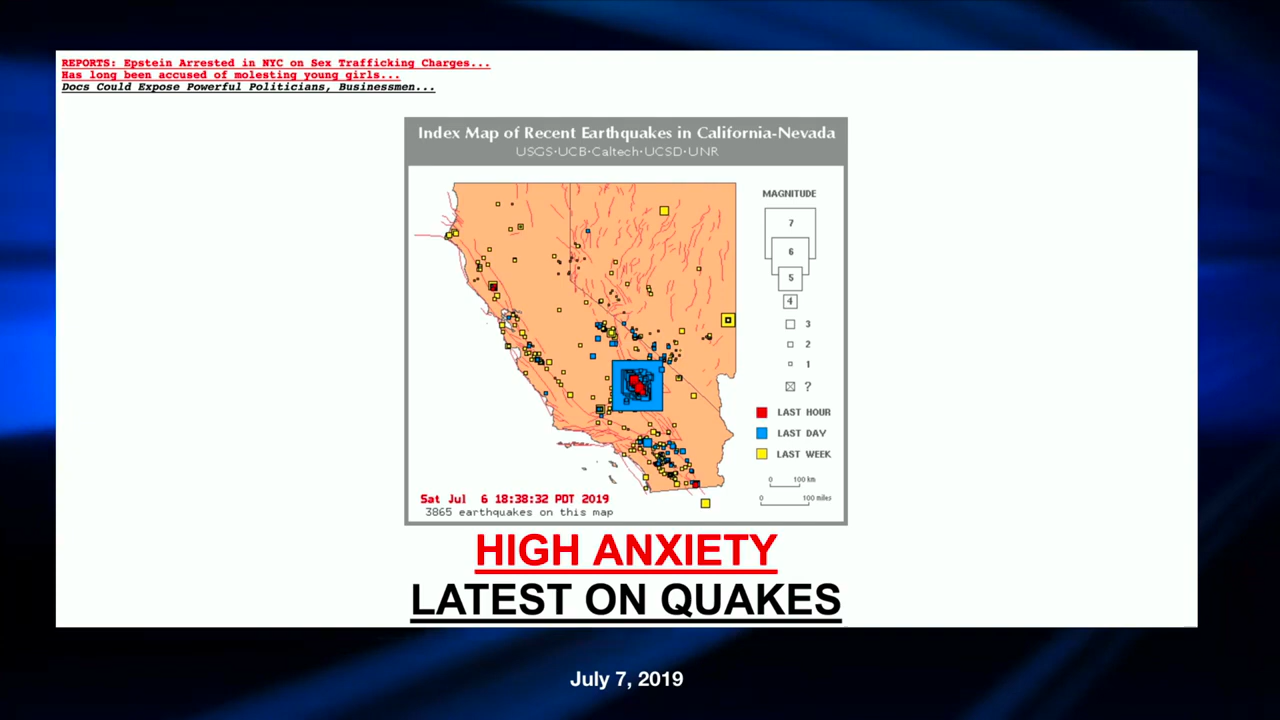 REPORTS: Epstein Arrested in NYC on Sex Trafficking Charges...
Has long been accused of molesting young girls...
Docs Could Expose Powerful Politicians, Businessmen...
Index Map of Recent Earthquakes in California-Nevada
USGS·UCB·Caltech·UCSD·UNR
MAGNITUDE
7
6
5
4
3
2
1
?
LAST HOUR
LAST DAY
LAST WEEK
0 100 km
0 100 miles
Sat Jul 6 18:38:32 PDT 2019
3865 earthquakes on this map
HIGH ANXIETY
LATEST ON QUAKES
July 7, 2019